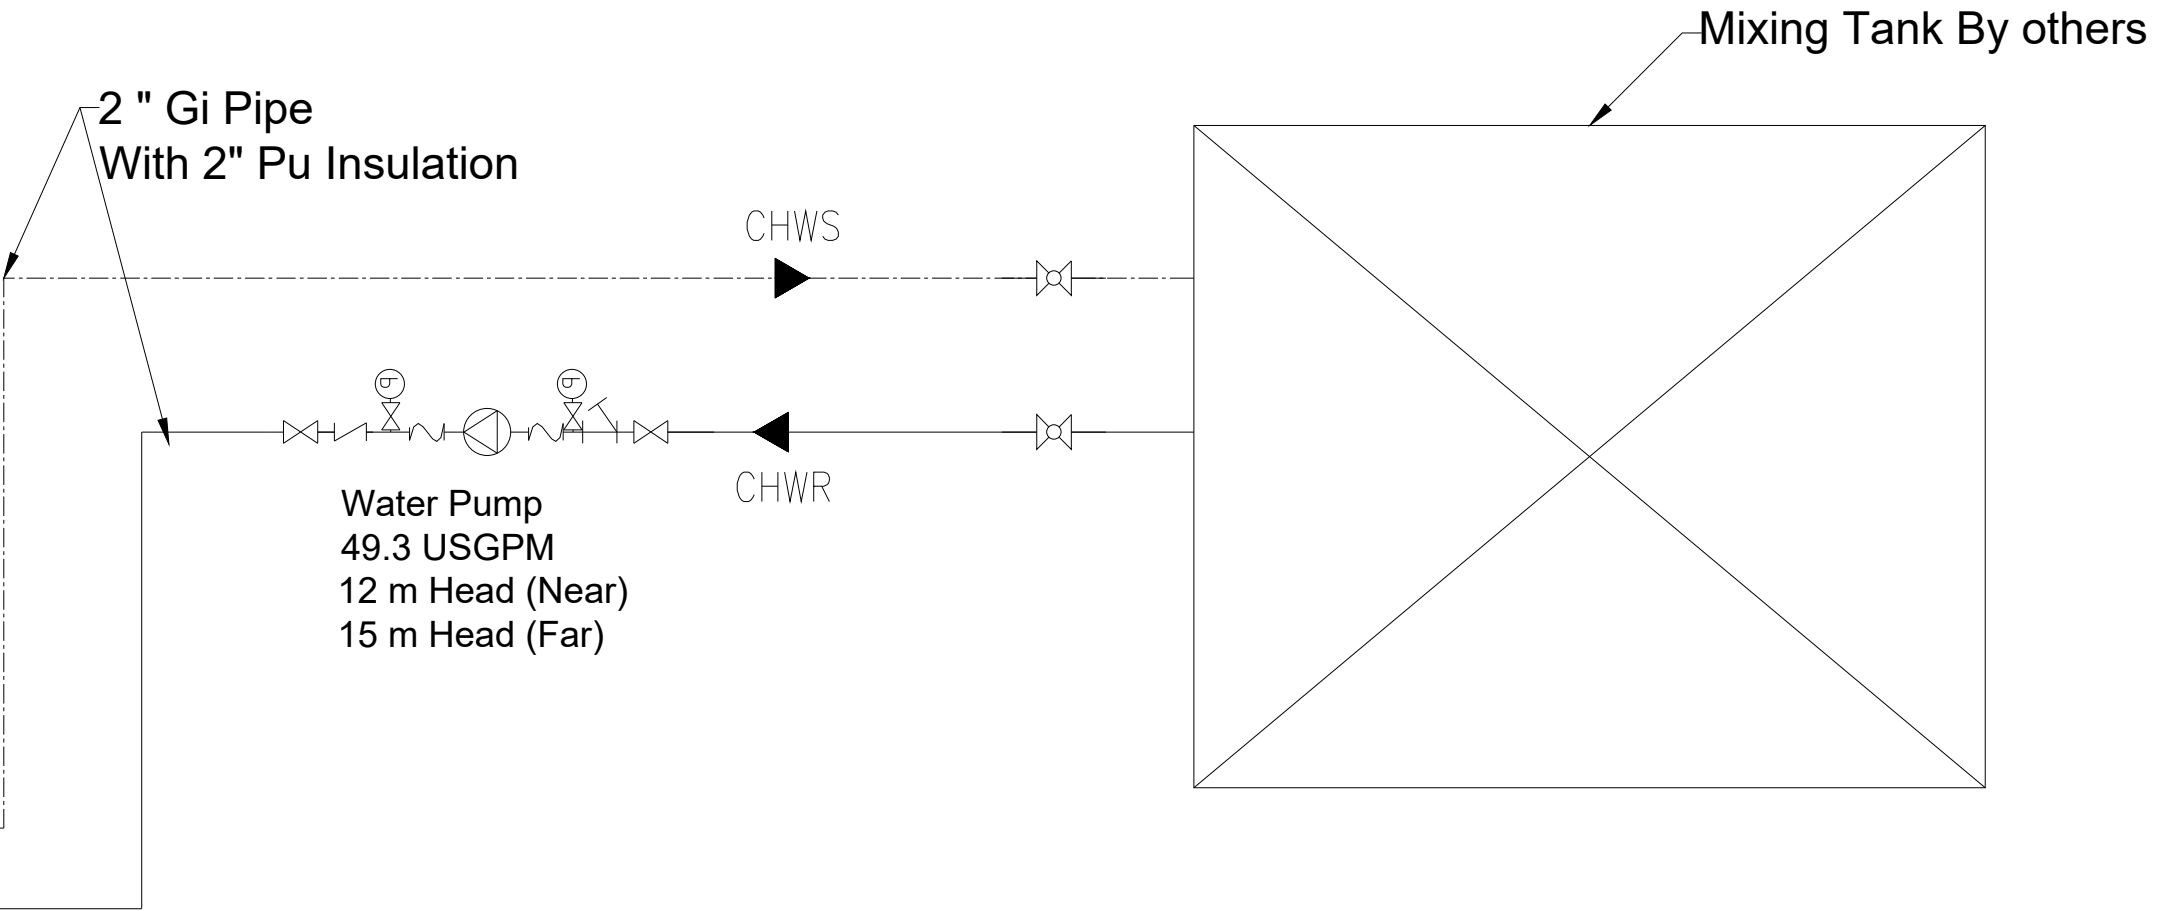 Mixing Tank By others
2 " Gi Pipe
With 2" Pu Insulation
CHWS
CHWR
Water Pump
49.3 USGPM
12 m Head (Near)
15 m Head (Far)